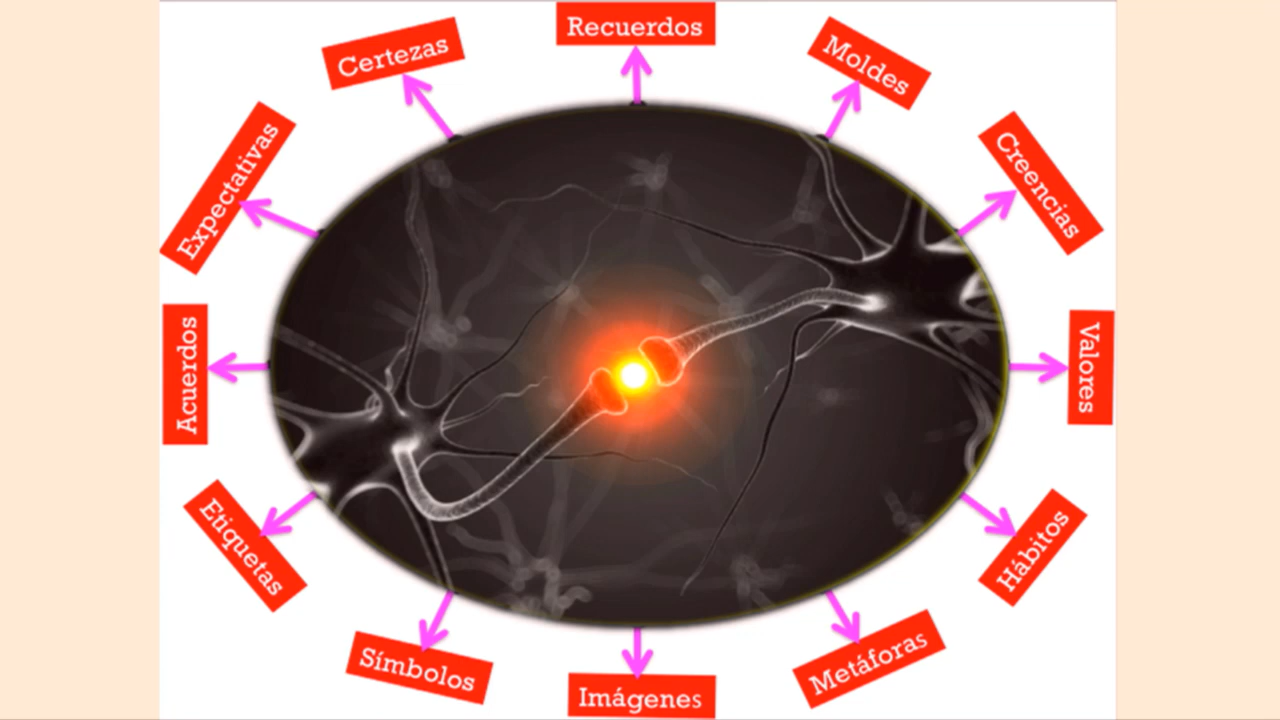 Recuerdos
Moldes
Creencias
Valores
Hábitos
Metáforas
Imágenes
Símbolos
Etiquetas
Acuerdos
Expectativas
Certezas